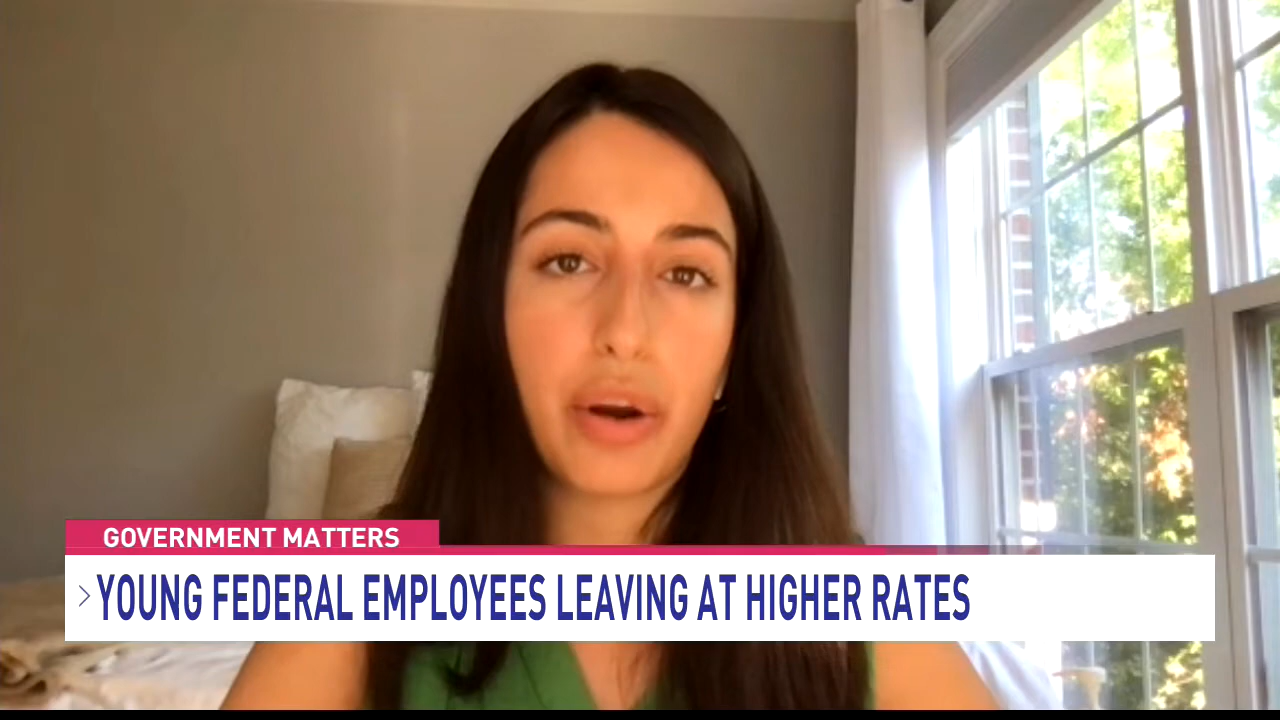 GOVERNMENT MATTERS
YOUNG FEDERAL EMPLOYEES LEAVING AT HIGHER RATES